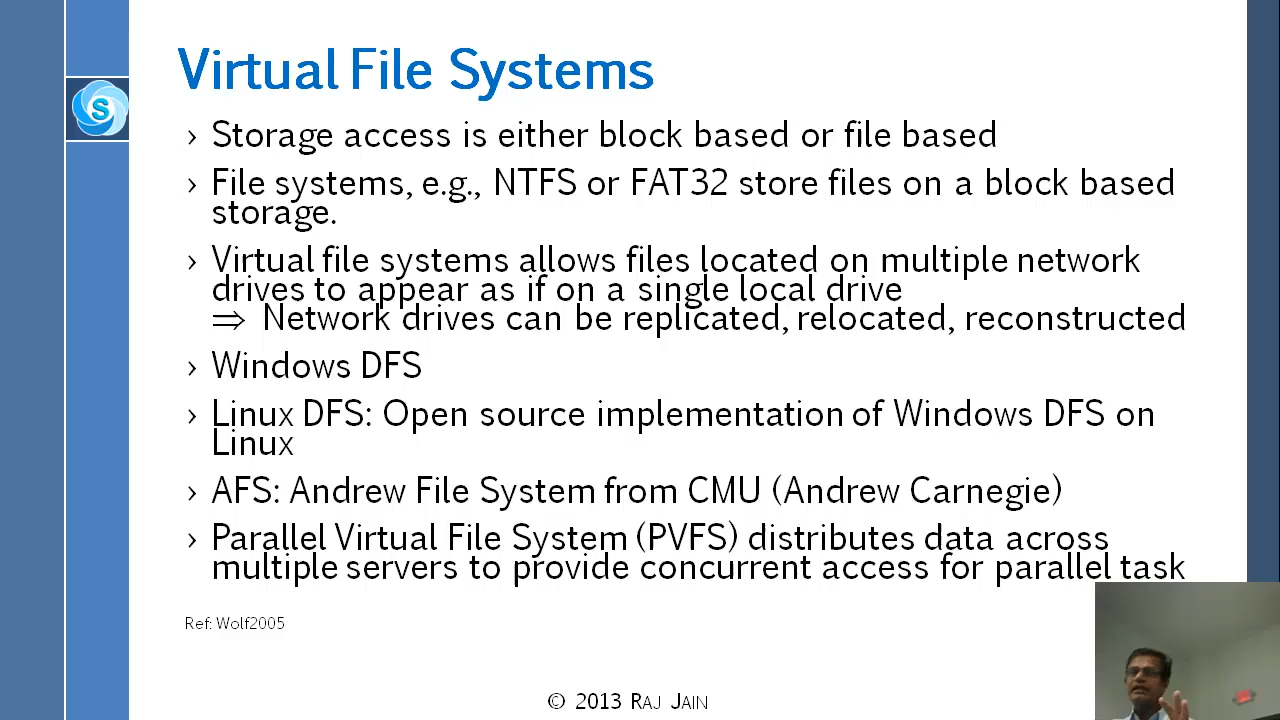 S
Virtual File Systems
› Storage access is either block based or file based
› File systems, e.g., NTFS or FAT32 store files on a block based
storage.
› Virtual file systems allows files located on multiple network
drives to appear as if on a single local drive
⇒ Network drives can be replicated, relocated, reconstructed
› Windows DFS
› Linux DFS: Open source implementation of Windows DFS on
Linux
› AFS: Andrew File System from CMU (Andrew Carnegie)
› Parallel Virtual File System (PVFS) distributes data across
multiple servers to provide concurrent access for parallel task
Ref: Wolf2005
© 2013 RAJ JAIN